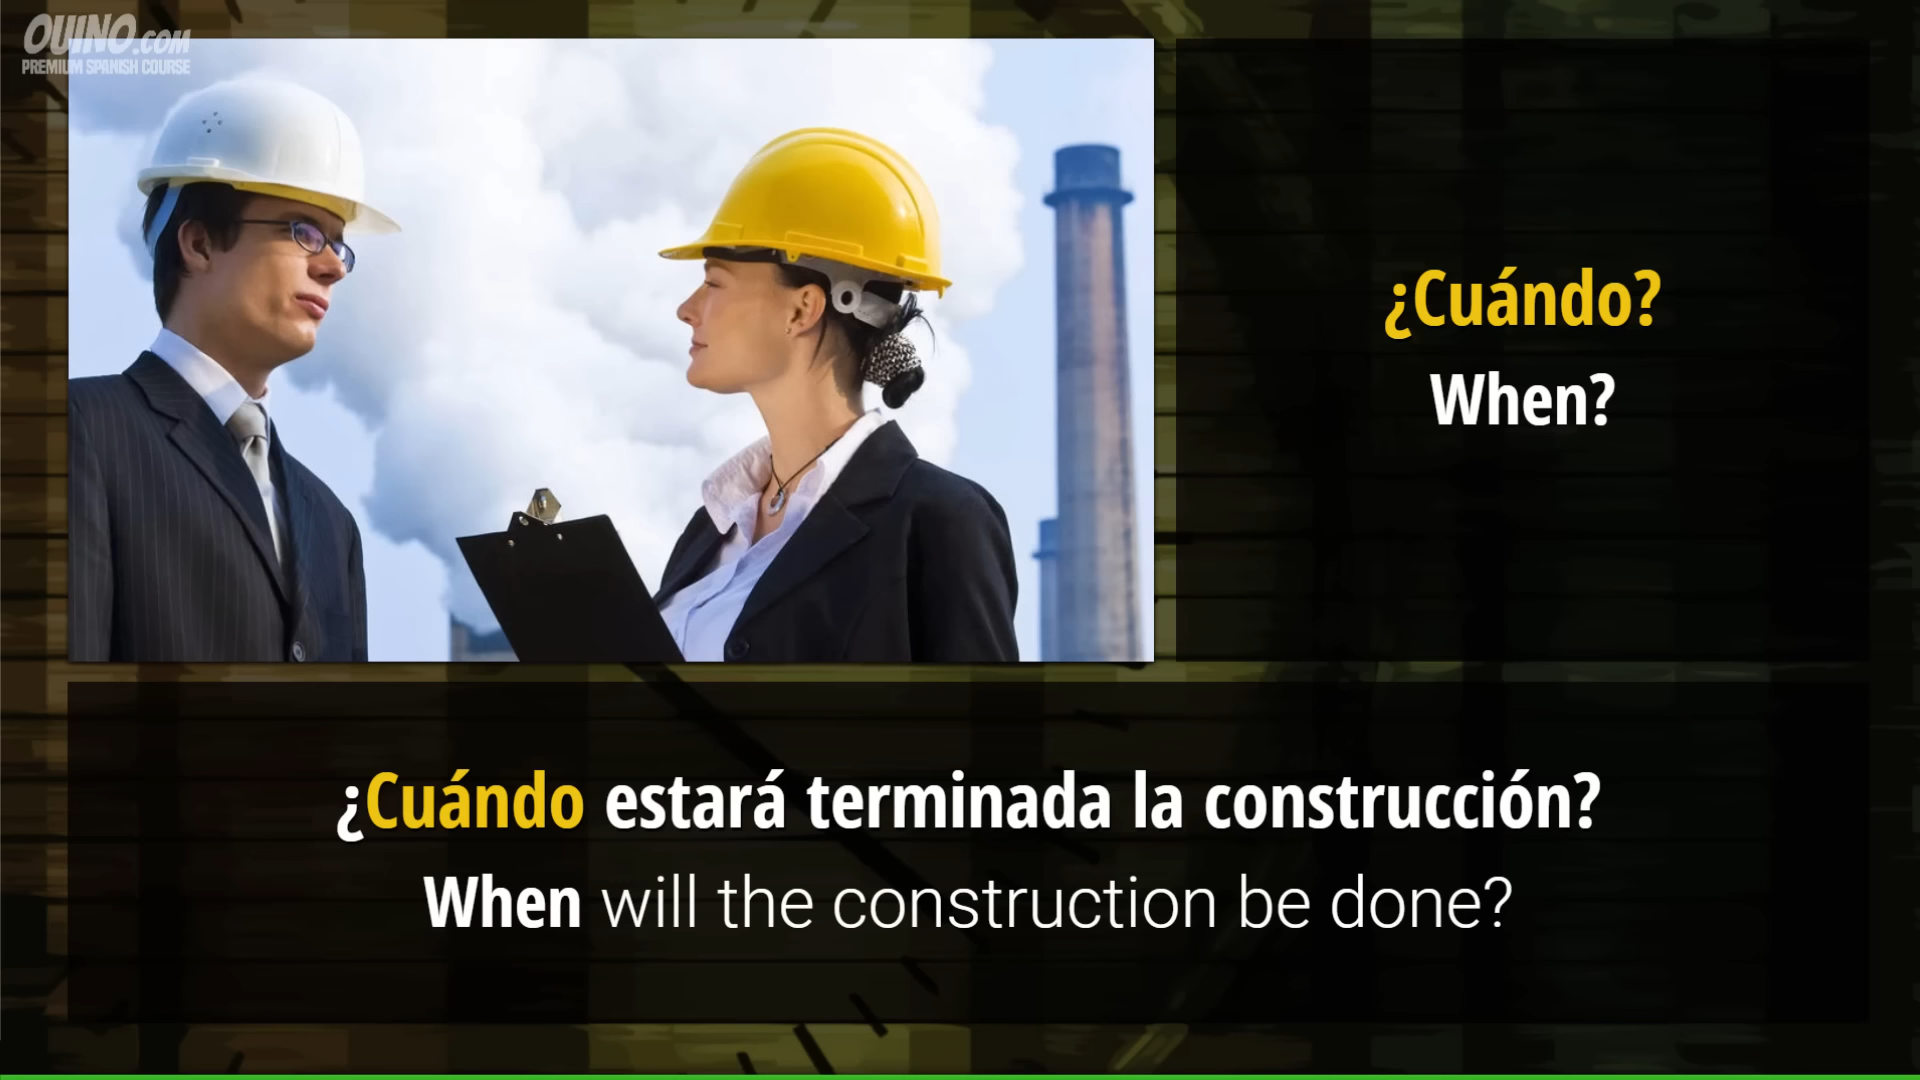 OUINO.COM
PREMIUM SPANISH COURSE
¿Cuándo?
When?
¿Cuándo estará terminada la construcción?
When will the construction be done?